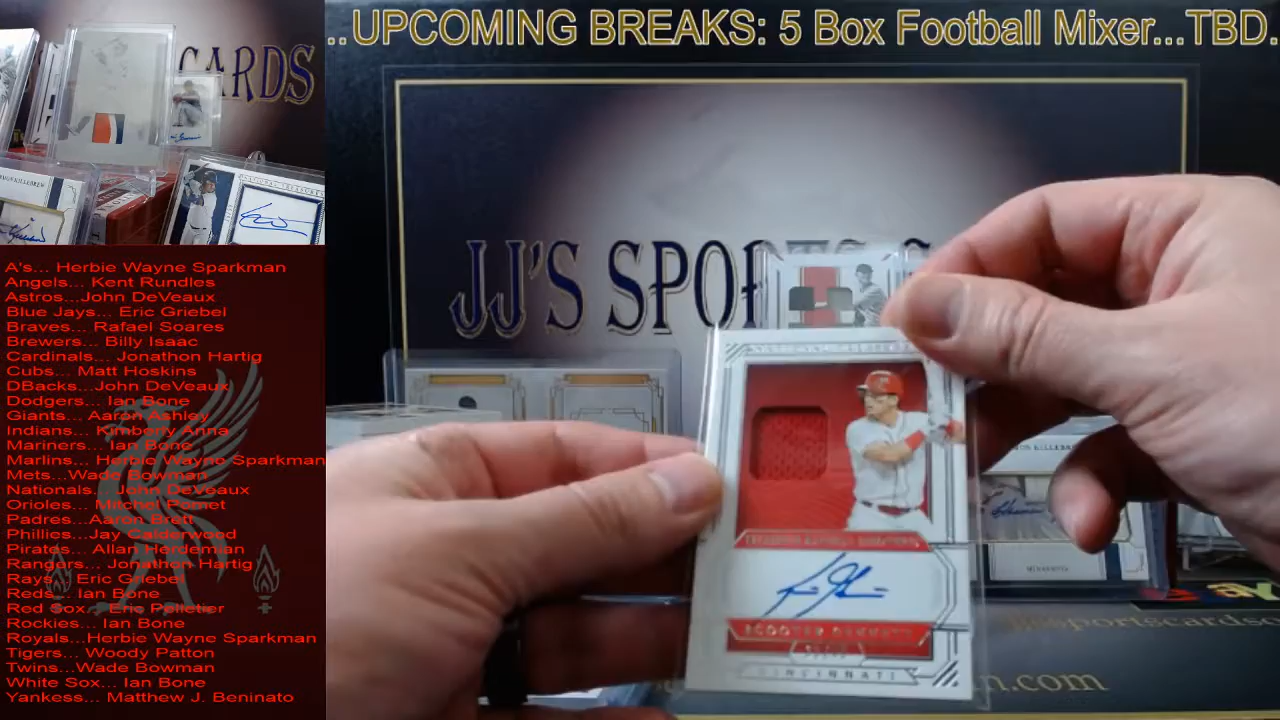 ..UPCOMING BREAKS: 5 Box Football Mixer...TBD.
CARDS
JJ'S SPO
A's... Herbie Wayne Sparkman
Angels... Kent Rundles
Astros...John DeVeaux
Blue Jays... Eric Griebel
Braves... Rafael Soares
Brewers... Billy Isaac
Cardinals... Jonathon Hartig
Cubs... Matt Hoskins
DBacks...John DeVeaux
Dodgers... Ian Bone
Giants... Aaron Ashley
Indians... Kimberly Anna
Mariners... Ian Bone
Marlins... Herbie Wayne Sparkman
Mets...Wade Bowman
Nationals... John DeVeaux
Orioles... Mitchel Pomet
Padres...Aaron Brett
Phillies...Jay Calderwood
Pirates... Allan Herdemian
Rangers... Jonathon Hartig
Rays... Eric Griebel
Reds... Ian Bone
Red Sox... Eric Pelletier
Rockies... Ian Bone
Royals...Herbie Wayne Sparkman
Tigers... Woody Patton
Twins...Wade Bowman
White Sox... Ian Bone
Yankess... Matthew J. Beninato
SCOOTER GENNETT
CINCINNATI
MINNESOTA
.com